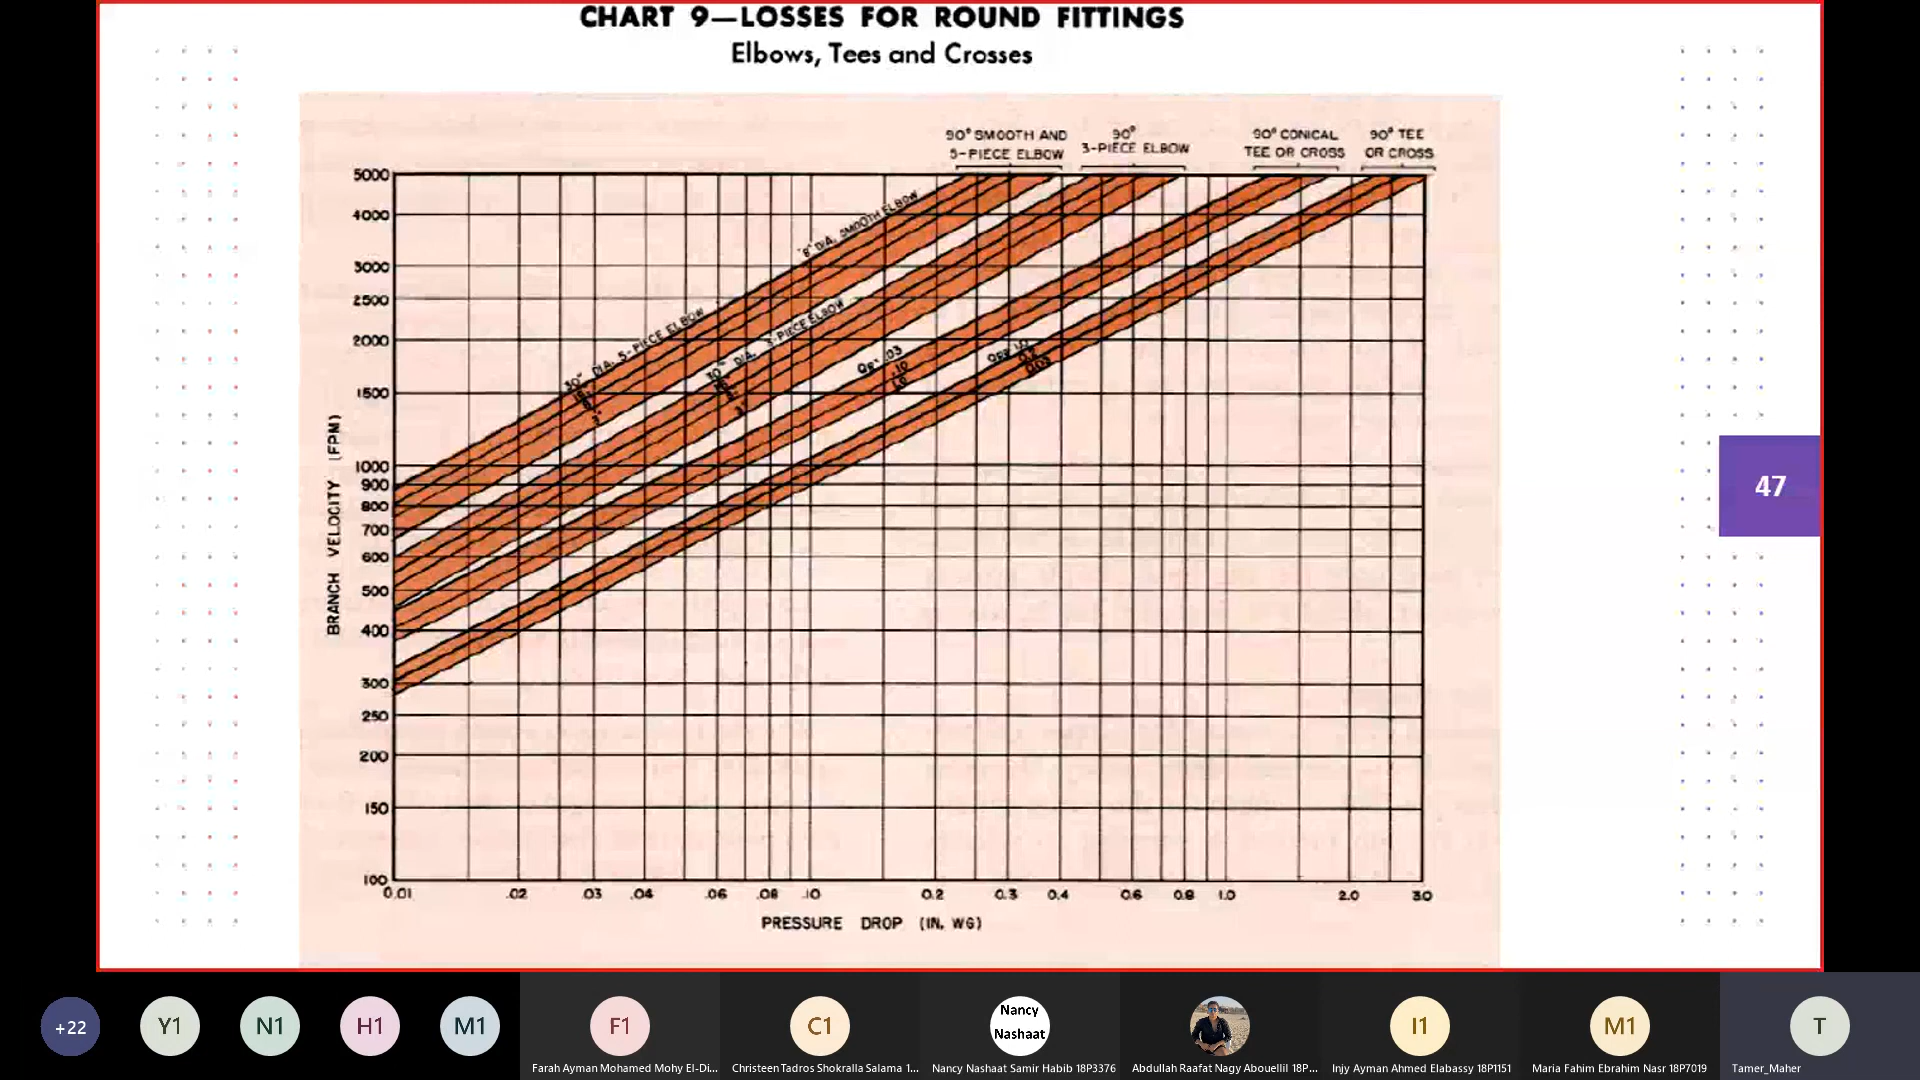 CHART 9—LOSSES FOR ROUND FITTINGS
Elbows, Tees and Crosses
90° SMOOTH AND
5-PIECE ELBOW
90°
3-PIECE ELBOW
90° CONICAL
TEE OR CROSS
90° TEE
OR CROSS
5000
4000
3000
2500
2000
1500
1000
900
800
700
600
500
400
300
250
200
150
100
BRANCH VELOCITY (FPM)
DIA. SMOOTH ELBOW
30" DIA. 5-PIECE ELBOW
3"
DIA. 3-PIECE ELBOW
3"
.03
.10
1.0
0.01
.02
.03
.04
.06
.08
.10
0.2
0.3
0.4
0.6
0.8
1.0
2.0
3.0
PRESSURE DROP (IN. WG)
47
+22
Y1
N1
H1
M1
F1
Farah Ayman Mohamed Mohy El-Di...
C1
Christeen Tadros Shokralla Salama 1...
Nancy
Nashaat
Nancy Nashaat Samir Habib 18P3376
Abdullah Raafat Nagy Abouellil 18P...
I1
Injy Ayman Ahmed Elabassy 18P1151
M1
Maria Fahim Ebrahim Nasr 18P7019
T
Tamer_Maher